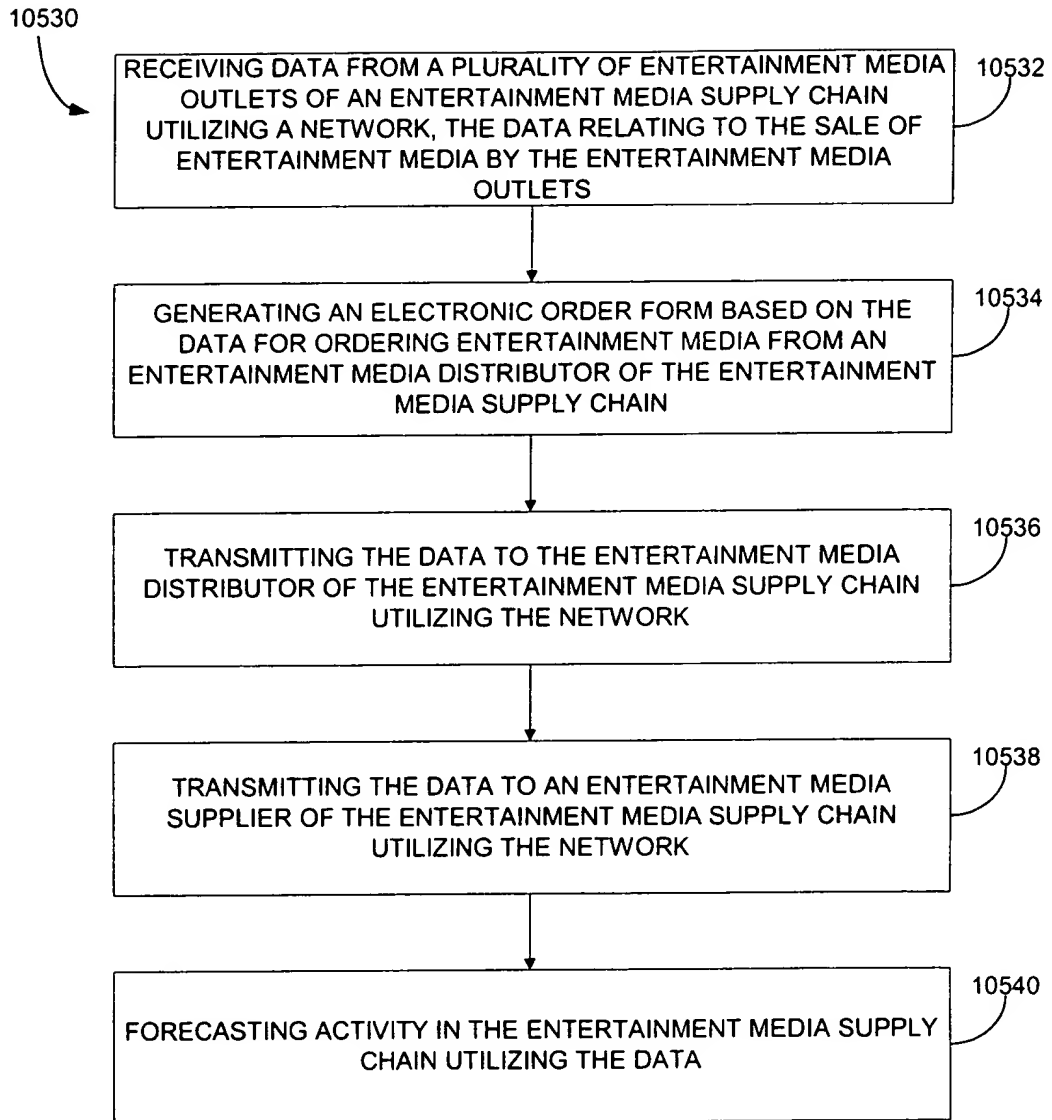 10530
RECEIVING DATA FROM A PLURALITY OF ENTERTAINMENT MEDIA
OUTLETS OF AN ENTERTAINMENT MEDIA SUPPLY CHAIN
UTILIZING A NETWORK, THE DATA RELATING TO THE SALE OF
ENTERTAINMENT MEDIA BY THE ENTERTAINMENT MEDIA
OUTLETS
10532
GENERATING AN ELECTRONIC ORDER FORM BASED ON THE
DATA FOR ORDERING ENTERTAINMENT MEDIA FROM AN
ENTERTAINMENT MEDIA DISTRIBUTOR OF THE ENTERTAINMENT
MEDIA SUPPLY CHAIN
10534
TRANSMITTING THE DATA TO THE ENTERTAINMENT MEDIA
DISTRIBUTOR OF THE ENTERTAINMENT MEDIA SUPPLY CHAIN
UTILIZING THE NETWORK
10536
TRANSMITTING THE DATA TO AN ENTERTAINMENT MEDIA
SUPPLIER OF THE ENTERTAINMENT MEDIA SUPPLY CHAIN
UTILIZING THE NETWORK
10538
FORECASTING ACTIVITY IN THE ENTERTAINMENT MEDIA SUPPLY
CHAIN UTILIZING THE DATA
10540